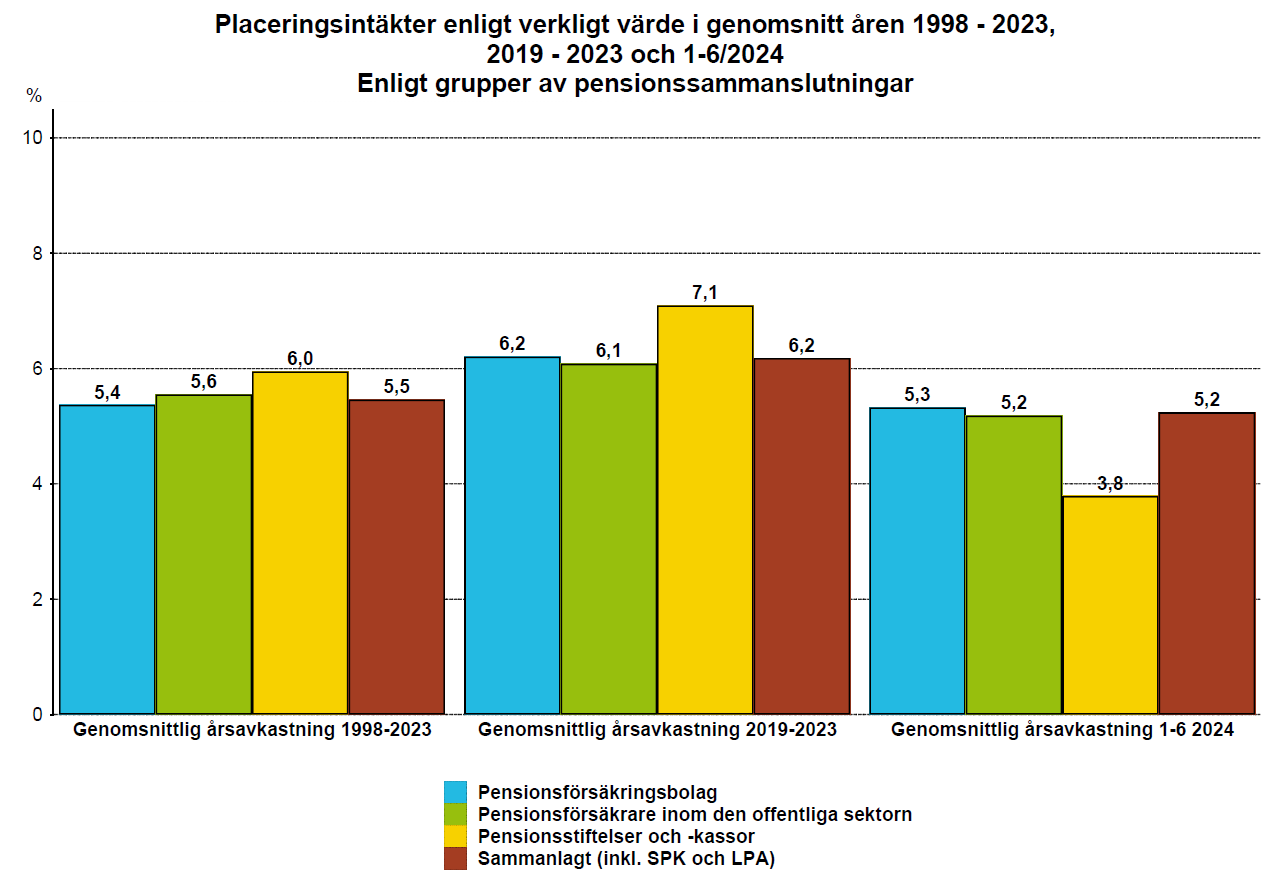 Placeringsintäkter enligt verkligt värde i genomsnitt åren 1998 - 2023,
2019 - 2023 och 1-6/2024
Enligt grupper av pensionssammanslutningar
%
10
8
6
4
2
0
5,4
5,6
6,0
5,5
6,2
6,1
7,1
6,2
5,3
5,2
3,8
5,2
Genomsnittlig årsavkastning 1998-2023
Genomsnittlig årsavkastning 2019-2023
Genomsnittlig årsavkastning 1-6 2024
Pensionsförsäkringsbolag
Pensionsförsäkrare inom den offentliga sektorn
Pensionsstiftelser och -kassor
Sammanlagt (inkl. SPK och LPA)